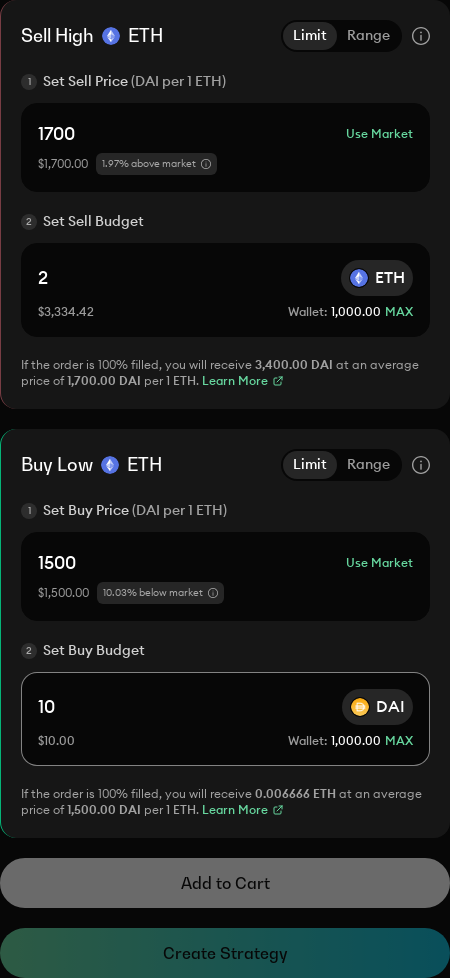 Sell High ETH Limit Range
1 Set Sell Price (DAI per 1 ETH)
1700 Use Market
$1,700.00 1.97% above market
2 Set Sell Budget
2 ETH
$3,334.42 Wallet: 1,000.00 MAX
If the order is 100% filled, you will receive 3,400.00 DAI at an average
price of 1,700.00 DAI per 1 ETH. Learn More
Buy Low ETH Limit Range
1 Set Buy Price (DAI per 1 ETH)
1500 Use Market
$1,500.00 10.03% below market
2 Set Buy Budget
10 DAI
$10.00 Wallet: 1,000.00 MAX
If the order is 100% filled, you will receive 0.006666 ETH at an average
price of 1,500.00 DAI per 1 ETH. Learn More
Add to Cart
Create Strategy